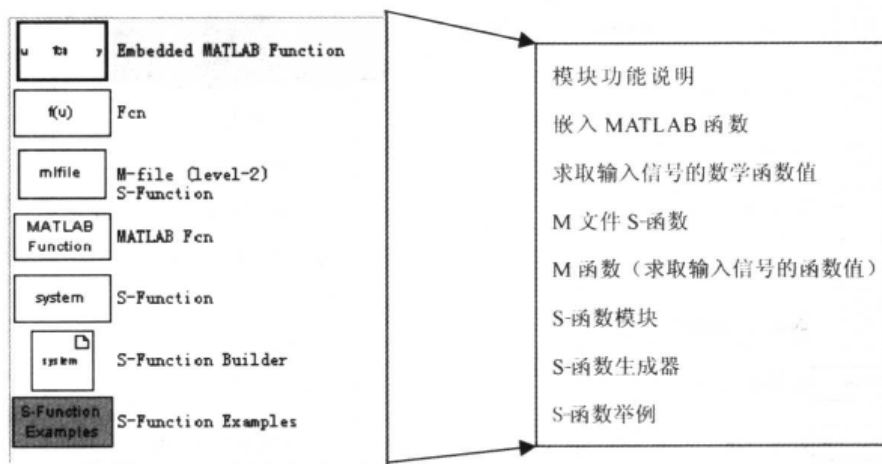 u fcn y Embedded MATLAB Function
f(u) Fcn
mlfile M-file (level-2)
S-Function
MATLAB
Function MATLAB Fcn
system S-Function
system S-Function Builder
S-Function
Examples S-Function Examples
模块功能说明
嵌入 MATLAB 函数
求取输入信号的数学函数值
M 文件 S-函数
M 函数（求取输入信号的函数值）
S-函数模块
S-函数生成器
S-函数举例